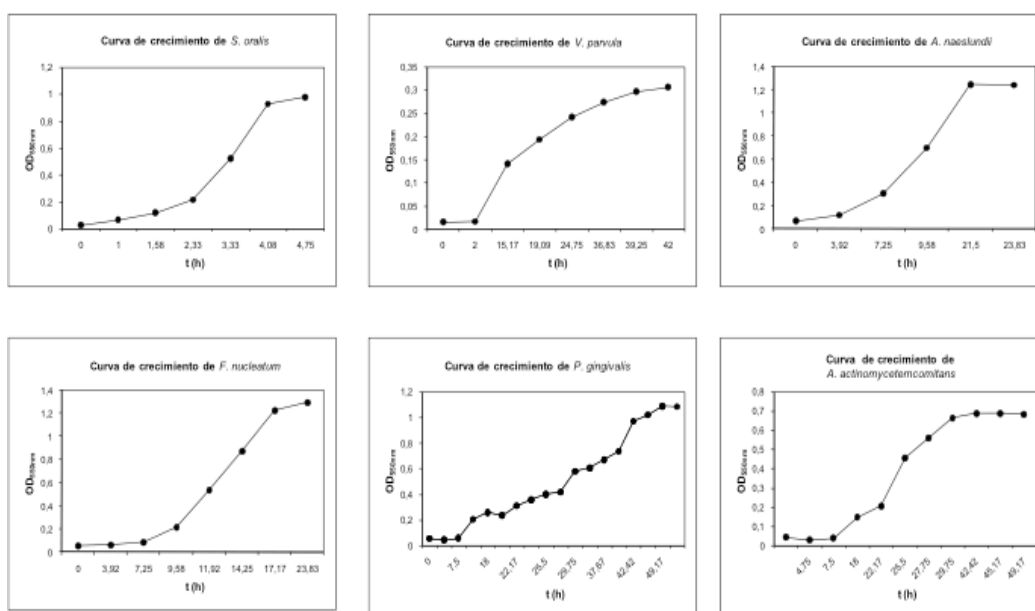 Curva de crecimiento de S. oralis
1,2
1
0,8
0,6
0,4
0,2
0
OD550nm
0 1 1,58 2,33 3,33 4,08 4,75
t (h)
Curva de crecimiento de V. parvula
0,35
0,3
0,25
0,2
0,15
0,1
0,05
0
OD550nm
0 2 15,17 19,09 24,75 36,83 39,25 42
t (h)
Curva de crecimiento de A. naeslundii
1,4
1,2
1
0,8
0,6
0,4
0,2
0
OD550nm
0 3,92 7,25 9,58 21,5 23,83
t (h)
Curva de crecimiento de F. nucleatum
1,4
1,2
1
0,8
0,6
0,4
0,2
0
OD550nm
0 3,92 7,25 9,58 11,92 14,25 17,17 23,83
t (h)
Curva de crecimiento de P. gingivalis
1,2
1
0,8
0,6
0,4
0,2
0
OD550nm
0 7,5 18 22,17 25,5 29,75 37,67 42,42 49,17
t (h)
Curva de crecimiento de
A. actinomycetemcomitans
0,8
0,7
0,6
0,5
0,4
0,3
0,2
0,1
0
OD550nm
4,75 7,5 18 22,17 25,5 27,75 29,75 42,42 45,17 49,17
t (h)